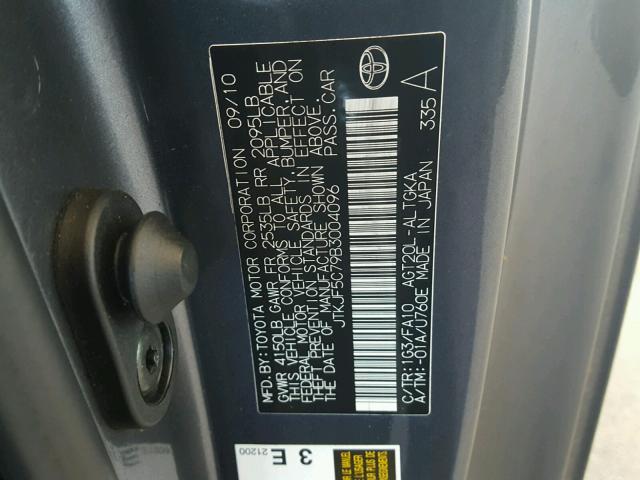 MFD.BY:TOYOTA MOTOR CORPORATION 09/10
GVWR 4150LB GAWR FR 2535LB RR 2095LB
THIS VEHICLE CONFORMS TO ALL APPLICABLE
FEDERAL MOTOR VEHICLE SAFETY, BUMPER, AND
THEFT PREVENTION STANDARDS IN EFFECT ON
THE DATE OF MANUFACTURE SHOWN ABOVE.
JTKJF5C79B3004096 PASS.CAR
C/TR:1G3/FA10 AGT20L-ALTGKA
A/TM:-01A/U760E MADE IN JAPAN 335 A
3 E
21200